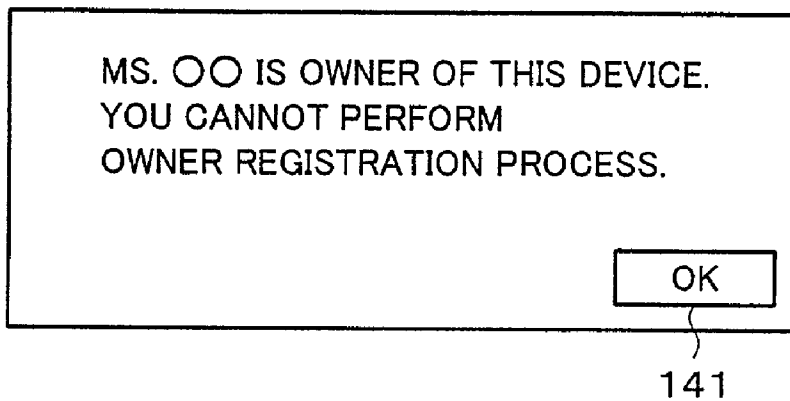 MS. ○○ IS OWNER OF THIS DEVICE.
YOU CANNOT PERFORM
OWNER REGISTRATION PROCESS.
OK
141